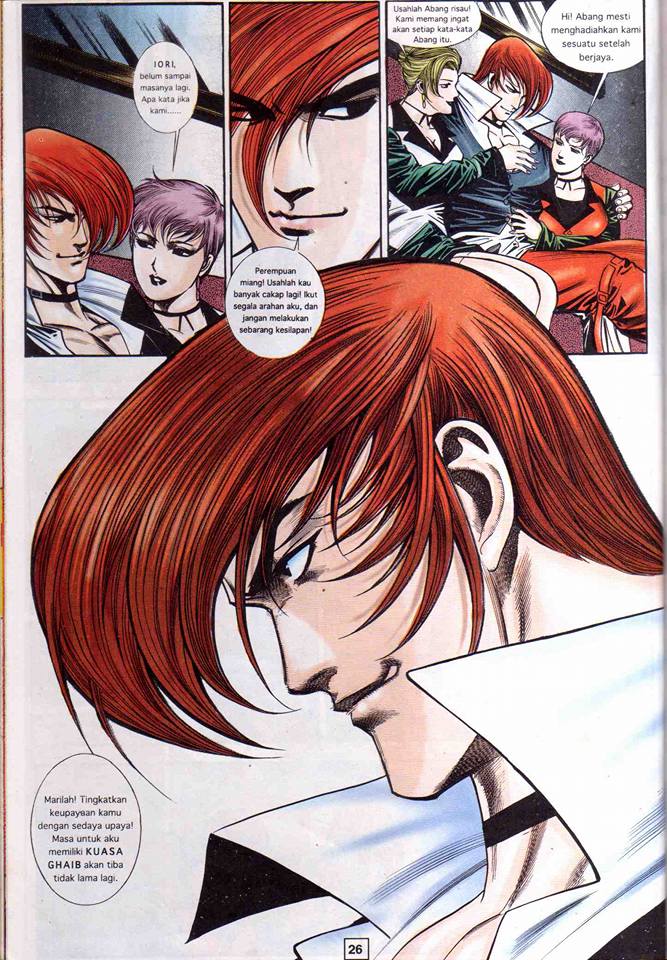 IORI,
belum sampai
masanya lagi.
Apa kata jika
kami......
Perempuan
miang! Usahlah kau
banyak cakap lagi! Ikut
segala arahan aku, dan
jangan melakukan
sebarang kesilapan!
Usahlah Abang risau!
Kami memang ingat
akan setiap kata-kata
Abang itu.
Hi! Abang mesti
menghadiahkan kami
sesuatu setelah
berjaya.
Marilah! Tingkatkan
keupayaan kamu
dengan sedaya upaya!
Masa untuk aku
memiliki KUASA
GHAIB akan tiba
tidak lama lagi.
26